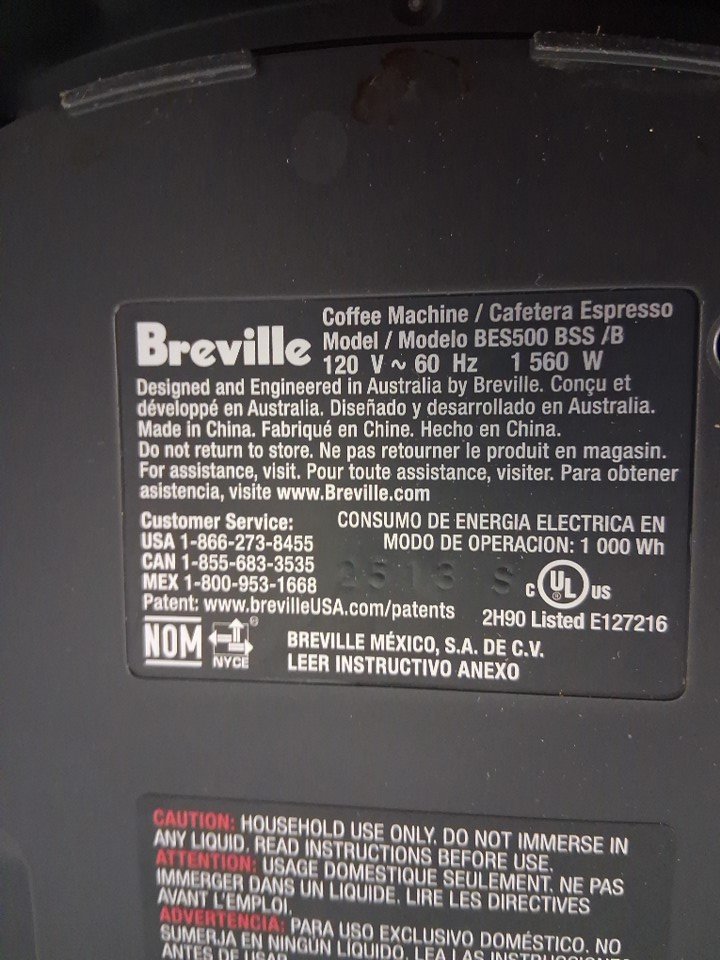 Breville
Coffee Machine / Cafetera Espresso
Model / Modelo BES500 BSS /B
120 V ~ 60 Hz 1 560 W
Designed and Engineered in Australia by Breville. Conçu et
développé en Australia. Diseñado y desarrollado en Australia.
Made in China. Fabriqué en Chine. Hecho en China.
Do not return to store. Ne pas retourner le produit en magasin.
For assistance, visit. Pour toute assistance, visiter. Para obtener
asistencia, visite www.Breville.com
Customer Service:
USA 1-866-273-8455
CAN 1-855-683-3535
MEX 1-800-953-1668
Patent: www.brevilleUSA.com/patents
CONSUMO DE ENERGIA ELECTRICA EN
MODO DE OPERACION: 1 000 Wh
2513 S
C UL ® US
2H90 Listed E127216
NOM
NYCE ®
BREVILLE MÉXICO, S.A. DE C.V.
LEER INSTRUCTIVO ANEXO
CAUTION: HOUSEHOLD USE ONLY. DO NOT IMMERSE IN
ANY LIQUID. READ INSTRUCTIONS BEFORE USE.
ATTENTION: USAGE DOMESTIQUE SEULEMENT. NE PAS
IMMERGER DANS UN LIQUIDE. LIRE LES DIRECTIVES
AVANT L'EMPLOI.
ADVERTENCIA: PARA USO EXCLUSIVO DOMÉSTICO. NO
SUMERJA EN NINGÚN LÍQUIDO. LEA LAS INSTRUCCIONES
ANTES DE USAR